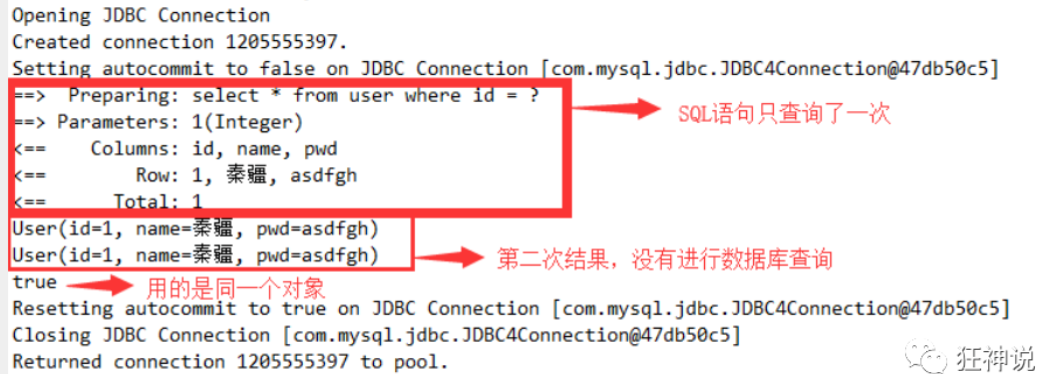 Opening JDBC Connection
Created connection 1205555397.
Setting autocommit to false on JDBC Connection [com.mysql.jdbc.JDBC4Connection@47db50c5]
==>  Preparing: select * from user where id = ?
SQL语句只查询了一次
==> Parameters: 1(Integer)
<==    Columns: id, name, pwd
<==        Row: 1, 秦疆, asdfgh
<==      Total: 1
User(id=1, name=秦疆, pwd=asdfgh)
User(id=1, name=秦疆, pwd=asdfgh)
第二次结果，没有进行数据库查询
true
用的是同一个对象
Resetting autocommit to true on JDBC Connection [com.mysql.jdbc.JDBC4Connection@47db50c5]
Closing JDBC Connection [com.mysql.jdbc.JDBC4Connection@47db50c5]
Returned connection 1205555397 to pool.
狂神说